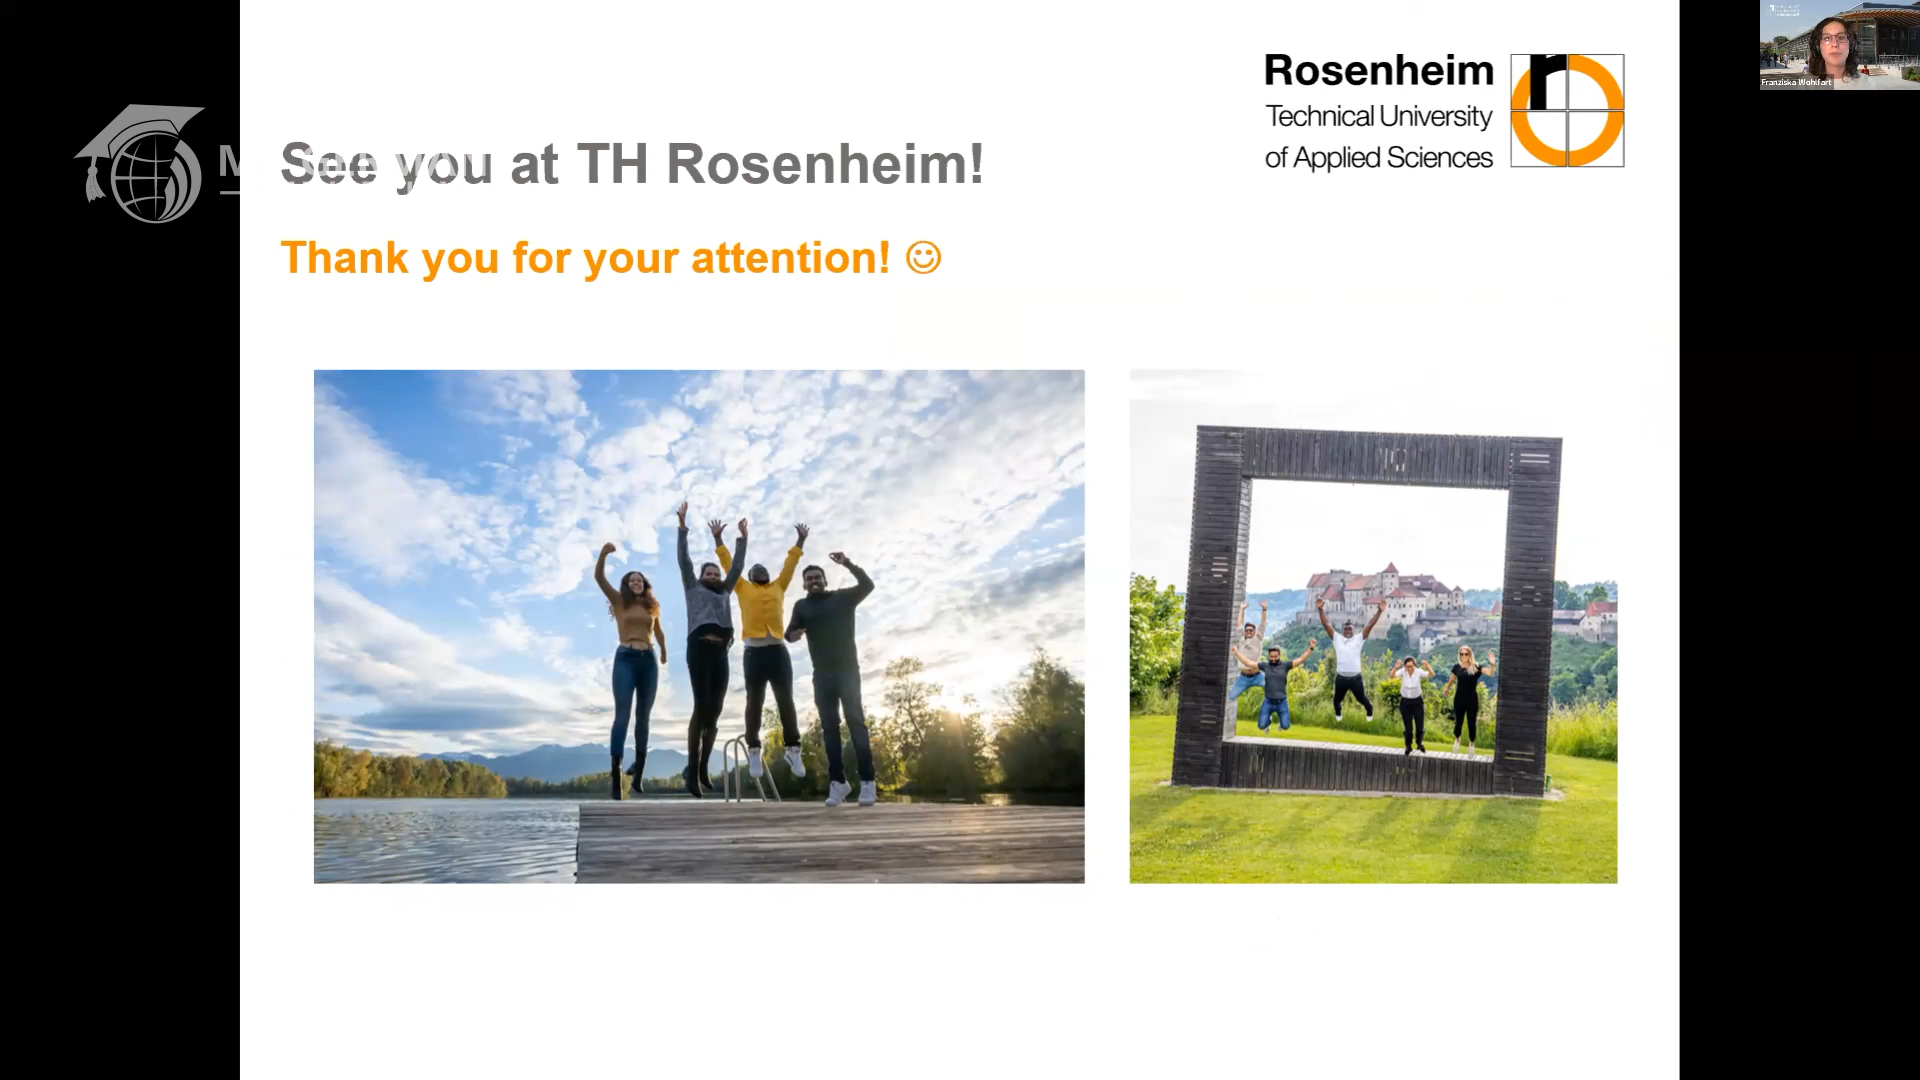 Rosenheim
Technical University
of Applied Sciences
See you at TH Rosenheim!
Thank you for your attention! ☺
Franziska Wohlfart